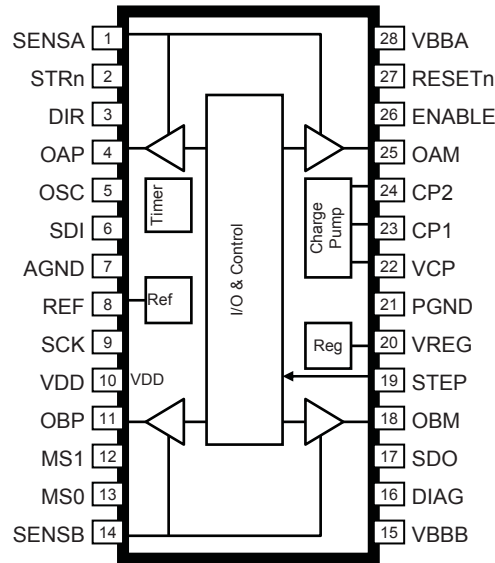 SENSA 1
STRn 2
DIR 3
OAP 4
OSC 5
SDI 6
AGND 7
REF 8
SCK 9
VDD 10 VDD
OBP 11
MS1 12
MS0 13
SENSB 14
Timer
Ref
I/O & Control
Charge
Pump
Reg
28 VBBA
27 RESETn
26 ENABLE
25 OAM
24 CP2
23 CP1
22 VCP
21 PGND
20 VREG
19 STEP
18 OBM
17 SDO
16 DIAG
15 VBBB